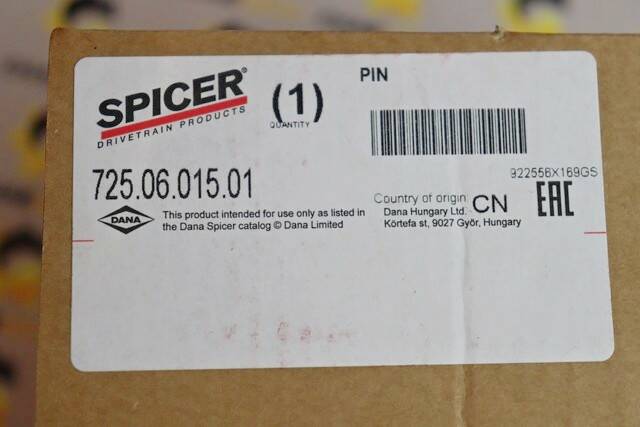 SPICER®
DRIVETRAIN PRODUCTS
(1)
QUANTITY
PIN
922556X169GS
725.06.015.01
DANA
This product intended for use only as listed in
the Dana Spicer catalog © Dana Limited
Country of origin CN
Dana Hungary Ltd.
Körtefa st, 9027 Győr, Hungary
EAC